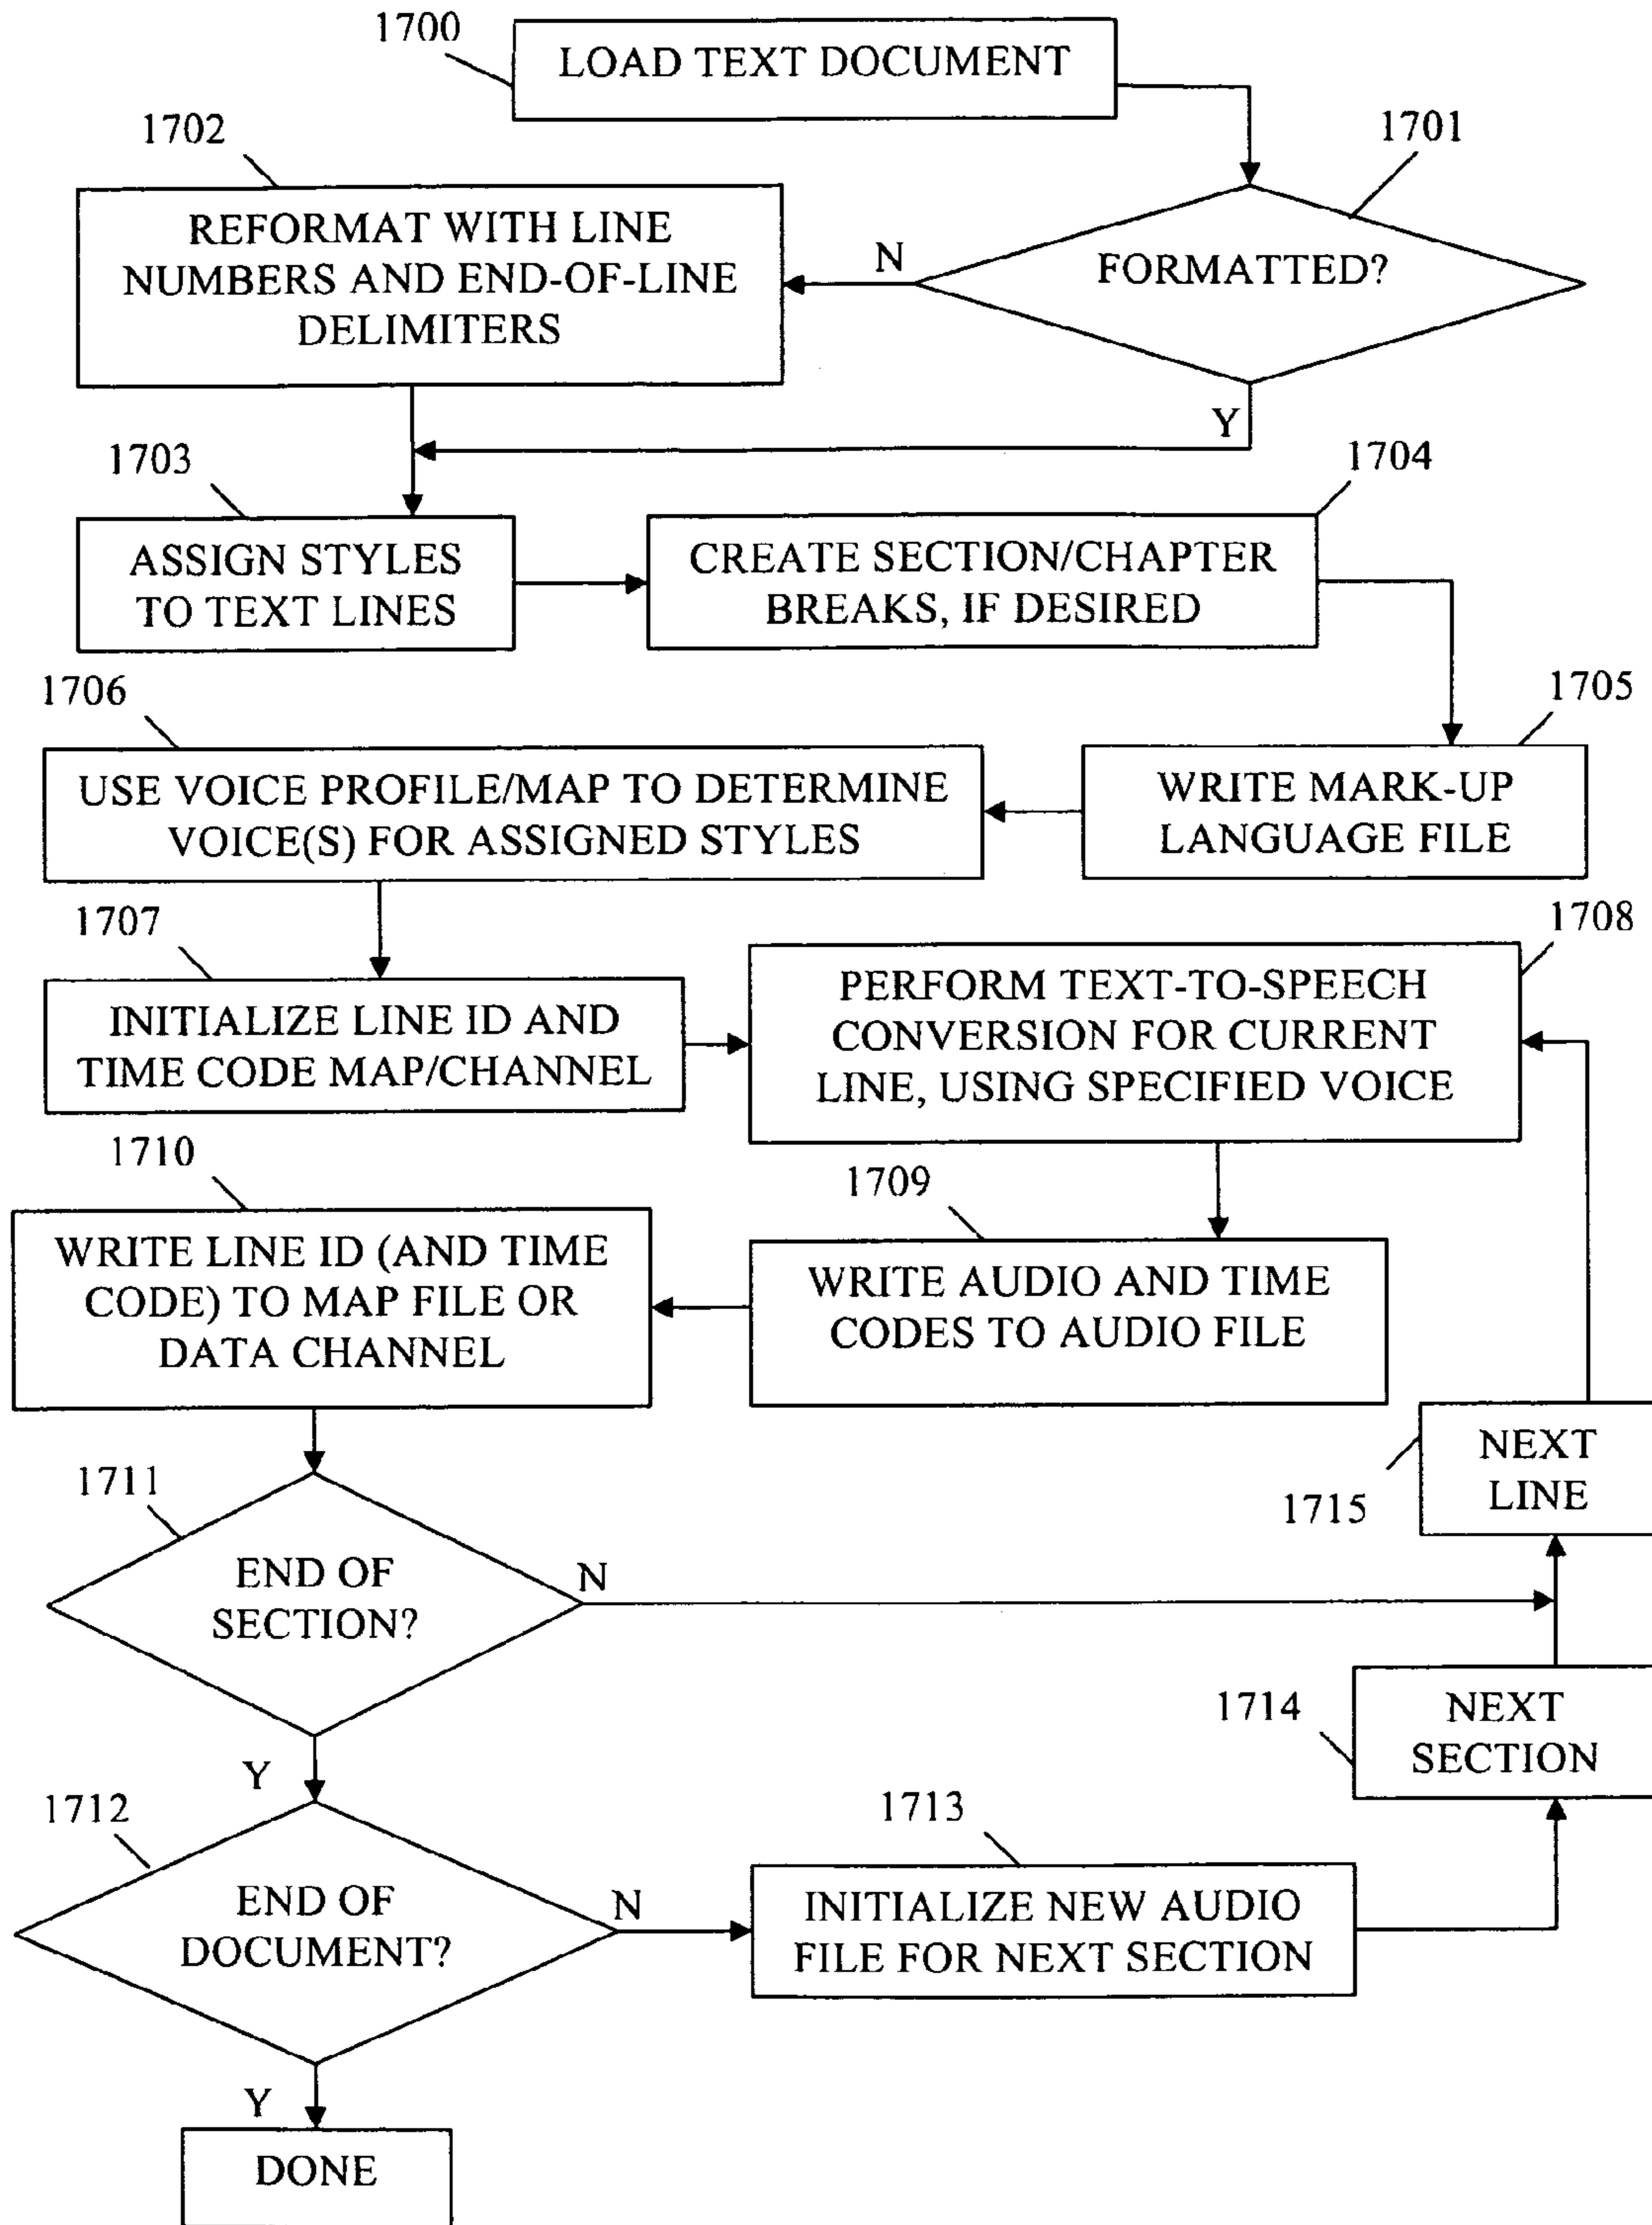 1700
LOAD TEXT DOCUMENT
1701
FORMATTED?
N
Y
1702
REFORMAT WITH LINE
NUMBERS AND END-OF-LINE
DELIMITERS
1703
ASSIGN STYLES
TO TEXT LINES
1704
CREATE SECTION/CHAPTER
BREAKS, IF DESIRED
1705
WRITE MARK-UP
LANGUAGE FILE
1706
USE VOICE PROFILE/MAP TO DETERMINE
VOICE(S) FOR ASSIGNED STYLES
1707
INITIALIZE LINE ID AND
TIME CODE MAP/CHANNEL
1708
PERFORM TEXT-TO-SPEECH
CONVERSION FOR CURRENT
LINE, USING SPECIFIED VOICE
1709
WRITE AUDIO AND TIME
CODES TO AUDIO FILE
1710
WRITE LINE ID (AND TIME
CODE) TO MAP FILE OR
DATA CHANNEL
1711
END OF
SECTION?
N
Y
1712
END OF
DOCUMENT?
N
Y
1713
INITIALIZE NEW AUDIO
FILE FOR NEXT SECTION
1714
NEXT
SECTION
1715
NEXT
LINE
DONE